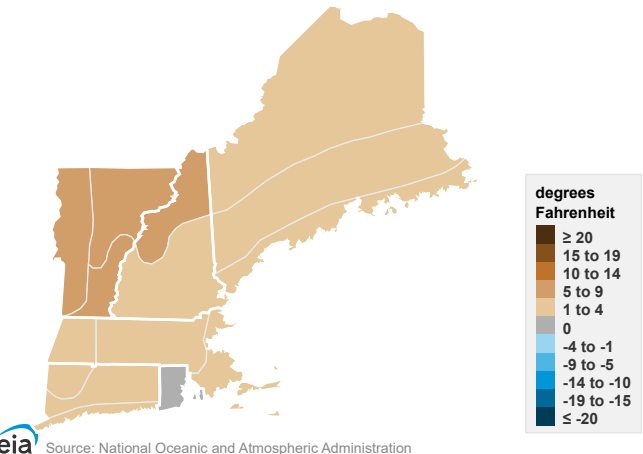 degrees
Fahrenheit
≥ 20
15 to 19
10 to 14
5 to 9
1 to 4
0
-4 to -1
-9 to -5
-14 to -10
-19 to -15
≤ -20
eia
Source: National Oceanic and Atmospheric Administration